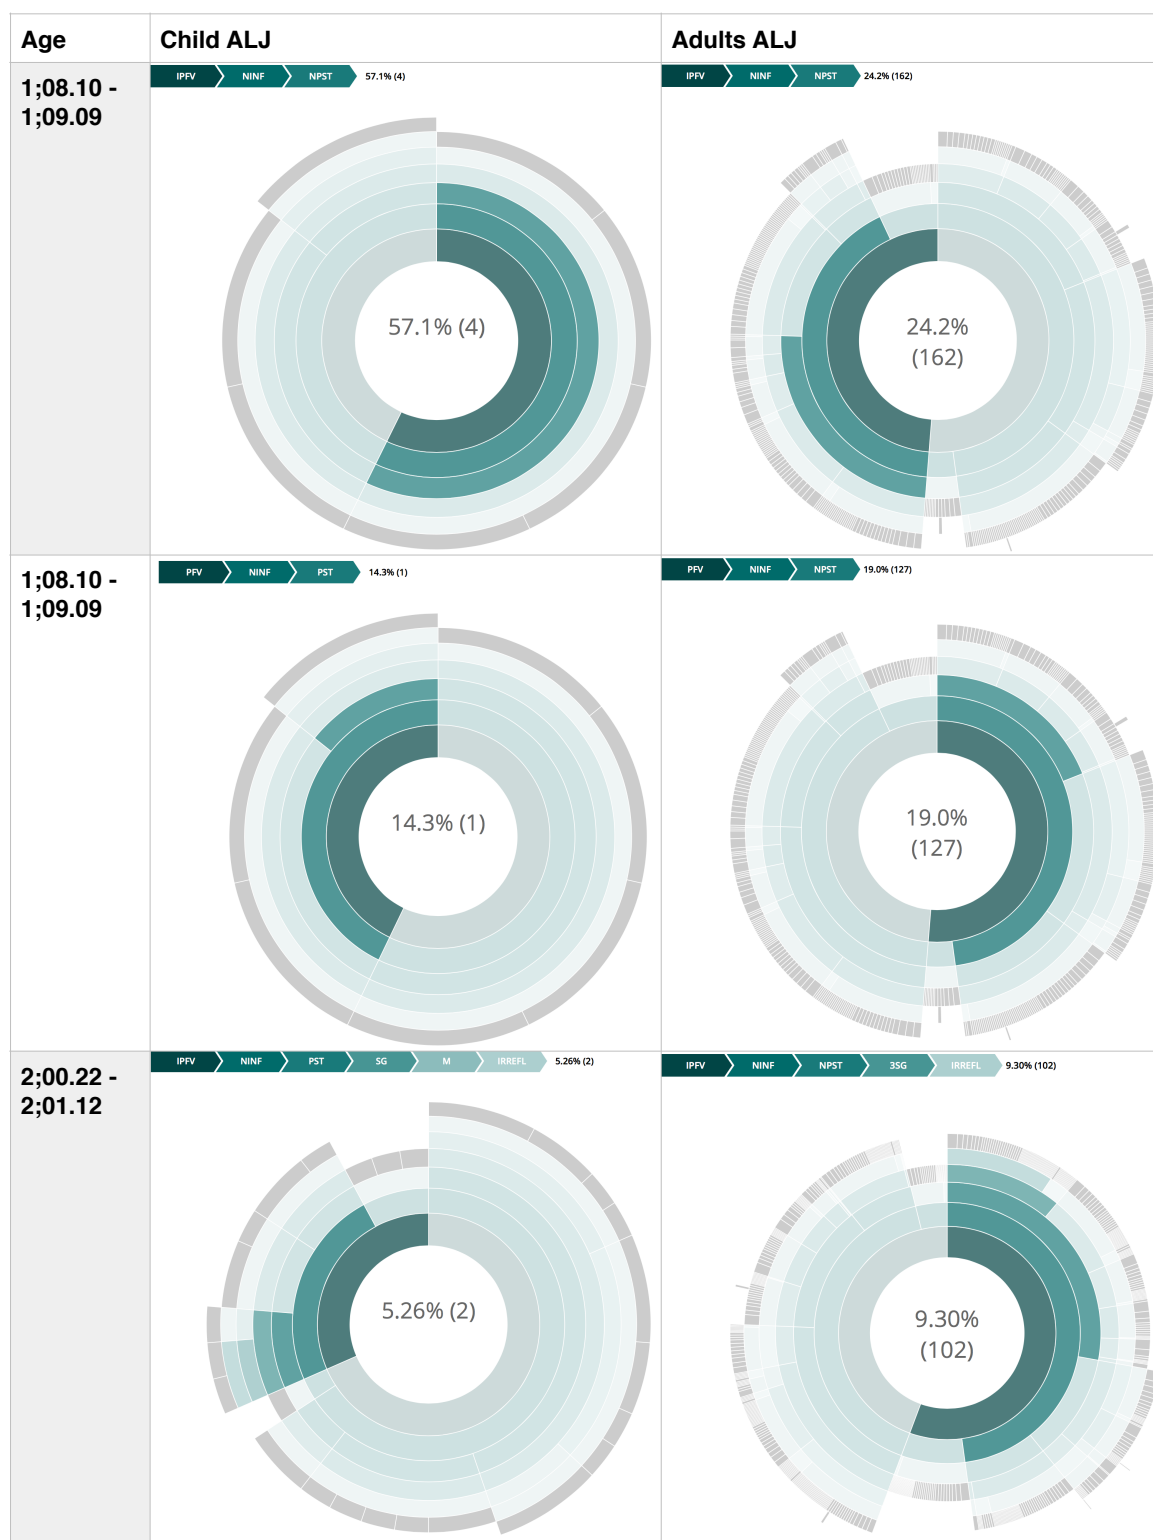 Age
Child ALJ
Adults ALJ
1;08.10 -
1;09.09
IPFV NINF NPST 57.1% (4)
57.1% (4)
IPFV NINF NPST 24.2% (162)
24.2%
(162)
1;08.10 -
1;09.09
PFV NINF PST 14.3% (1)
14.3% (1)
PFV NINF NPST 19.0% (127)
19.0%
(127)
2;00.22 -
2;01.12
IPFV NINF PST SG M IRREFL 5.26% (2)
5.26% (2)
IPFV NINF NPST 3SG IRREFL 9.30% (102)
9.30%
(102)